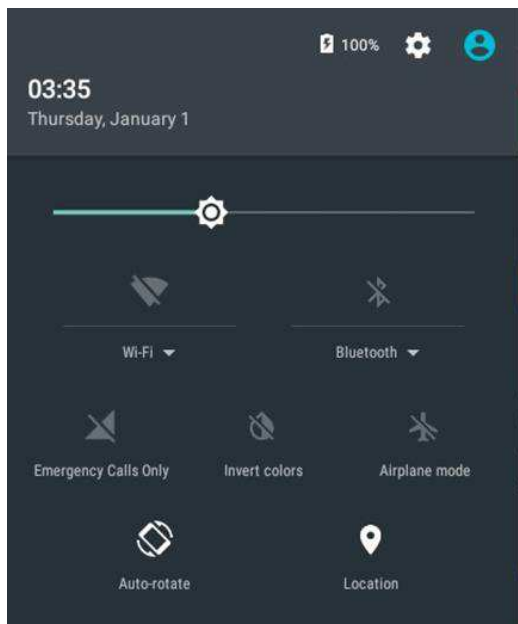 100%
03:35
Thursday, January 1
Wi-Fi
Bluetooth
Emergency Calls Only
Invert colors
Airplane mode
Auto-rotate
Location